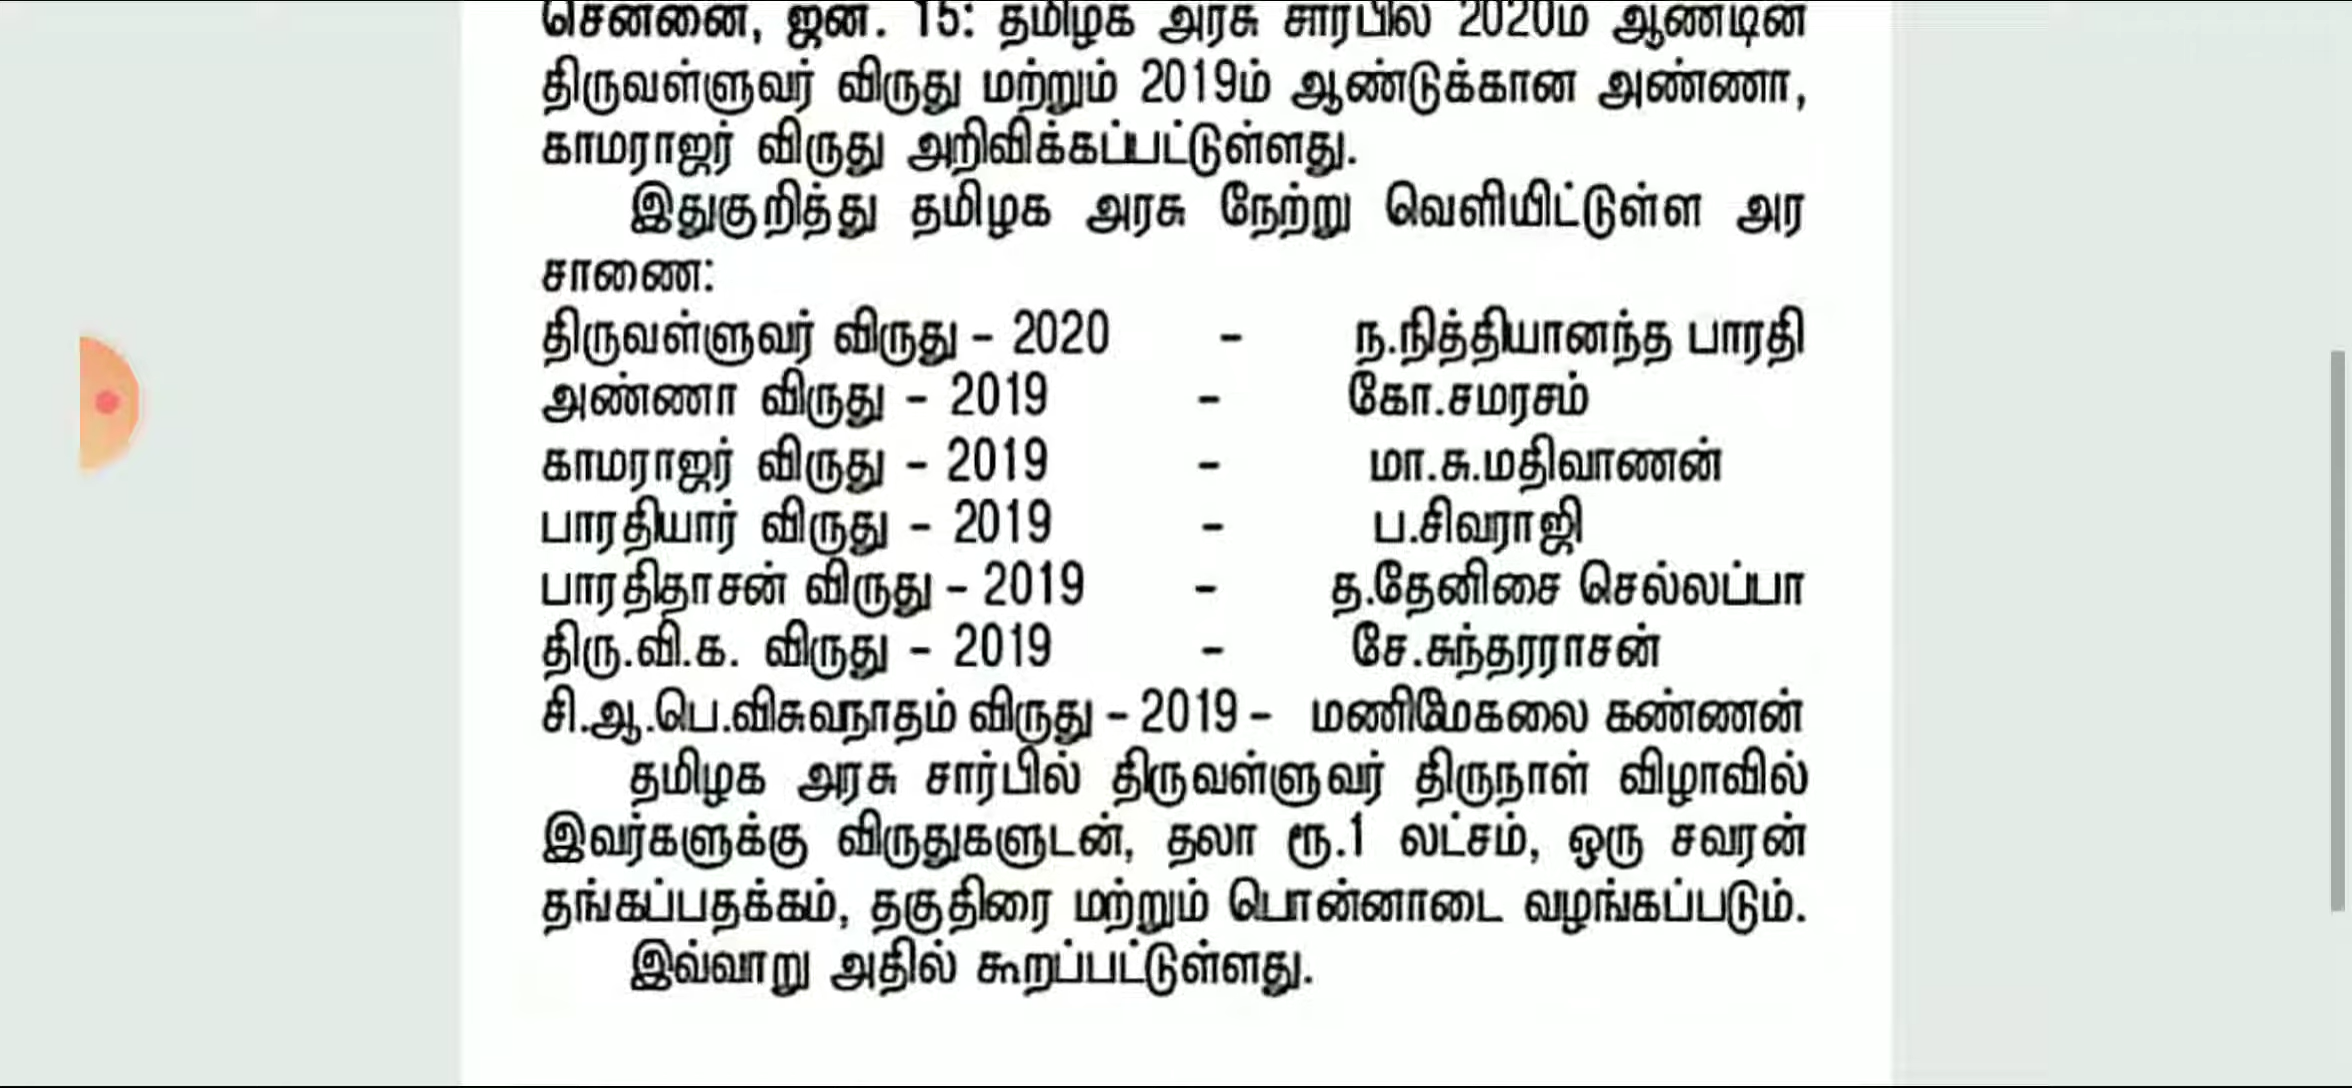 சென்னை, ஜன. 15: தமிழக அரசு சார்பில் 2020ம் ஆண்டின்
திருவள்ளுவர் விருது மற்றும் 2019ம் ஆண்டுக்கான அண்ணா,
காமராஜர் விருது அறிவிக்கப்பட்டுள்ளது.
இதுகுறித்து தமிழக அரசு நேற்று வெளியிட்டுள்ள அர
சாணை:
திருவள்ளுவர் விருது - 2020 - ந.நித்தியானந்த பாரதி
அண்ணா விருது - 2019 - கோ.சமரசம்
காமராஜர் விருது - 2019 - மா.சு.மதிவாணன்
பாரதியார் விருது - 2019 - ப.சிவராஜி
பாரதிதாசன் விருது - 2019 - த.தேனிசை செல்லப்பா
திரு.வி.க. விருது - 2019 - சே.சுந்தரராசன்
சி.ஆ.பெ.விசுவநாதம் விருது - 2019 - மணிமேகலை கண்ணன்
தமிழக அரசு சார்பில் திருவள்ளுவர் திருநாள் விழாவில்
இவர்களுக்கு விருதுகளுடன், தலா ரூ.1 லட்சம், ஒரு சவரன்
தங்கப்பதக்கம், தகுதிரை மற்றும் பொன்னாடை வழங்கப்படும்.
இவ்வாறு அதில் கூறப்பட்டுள்ளது.